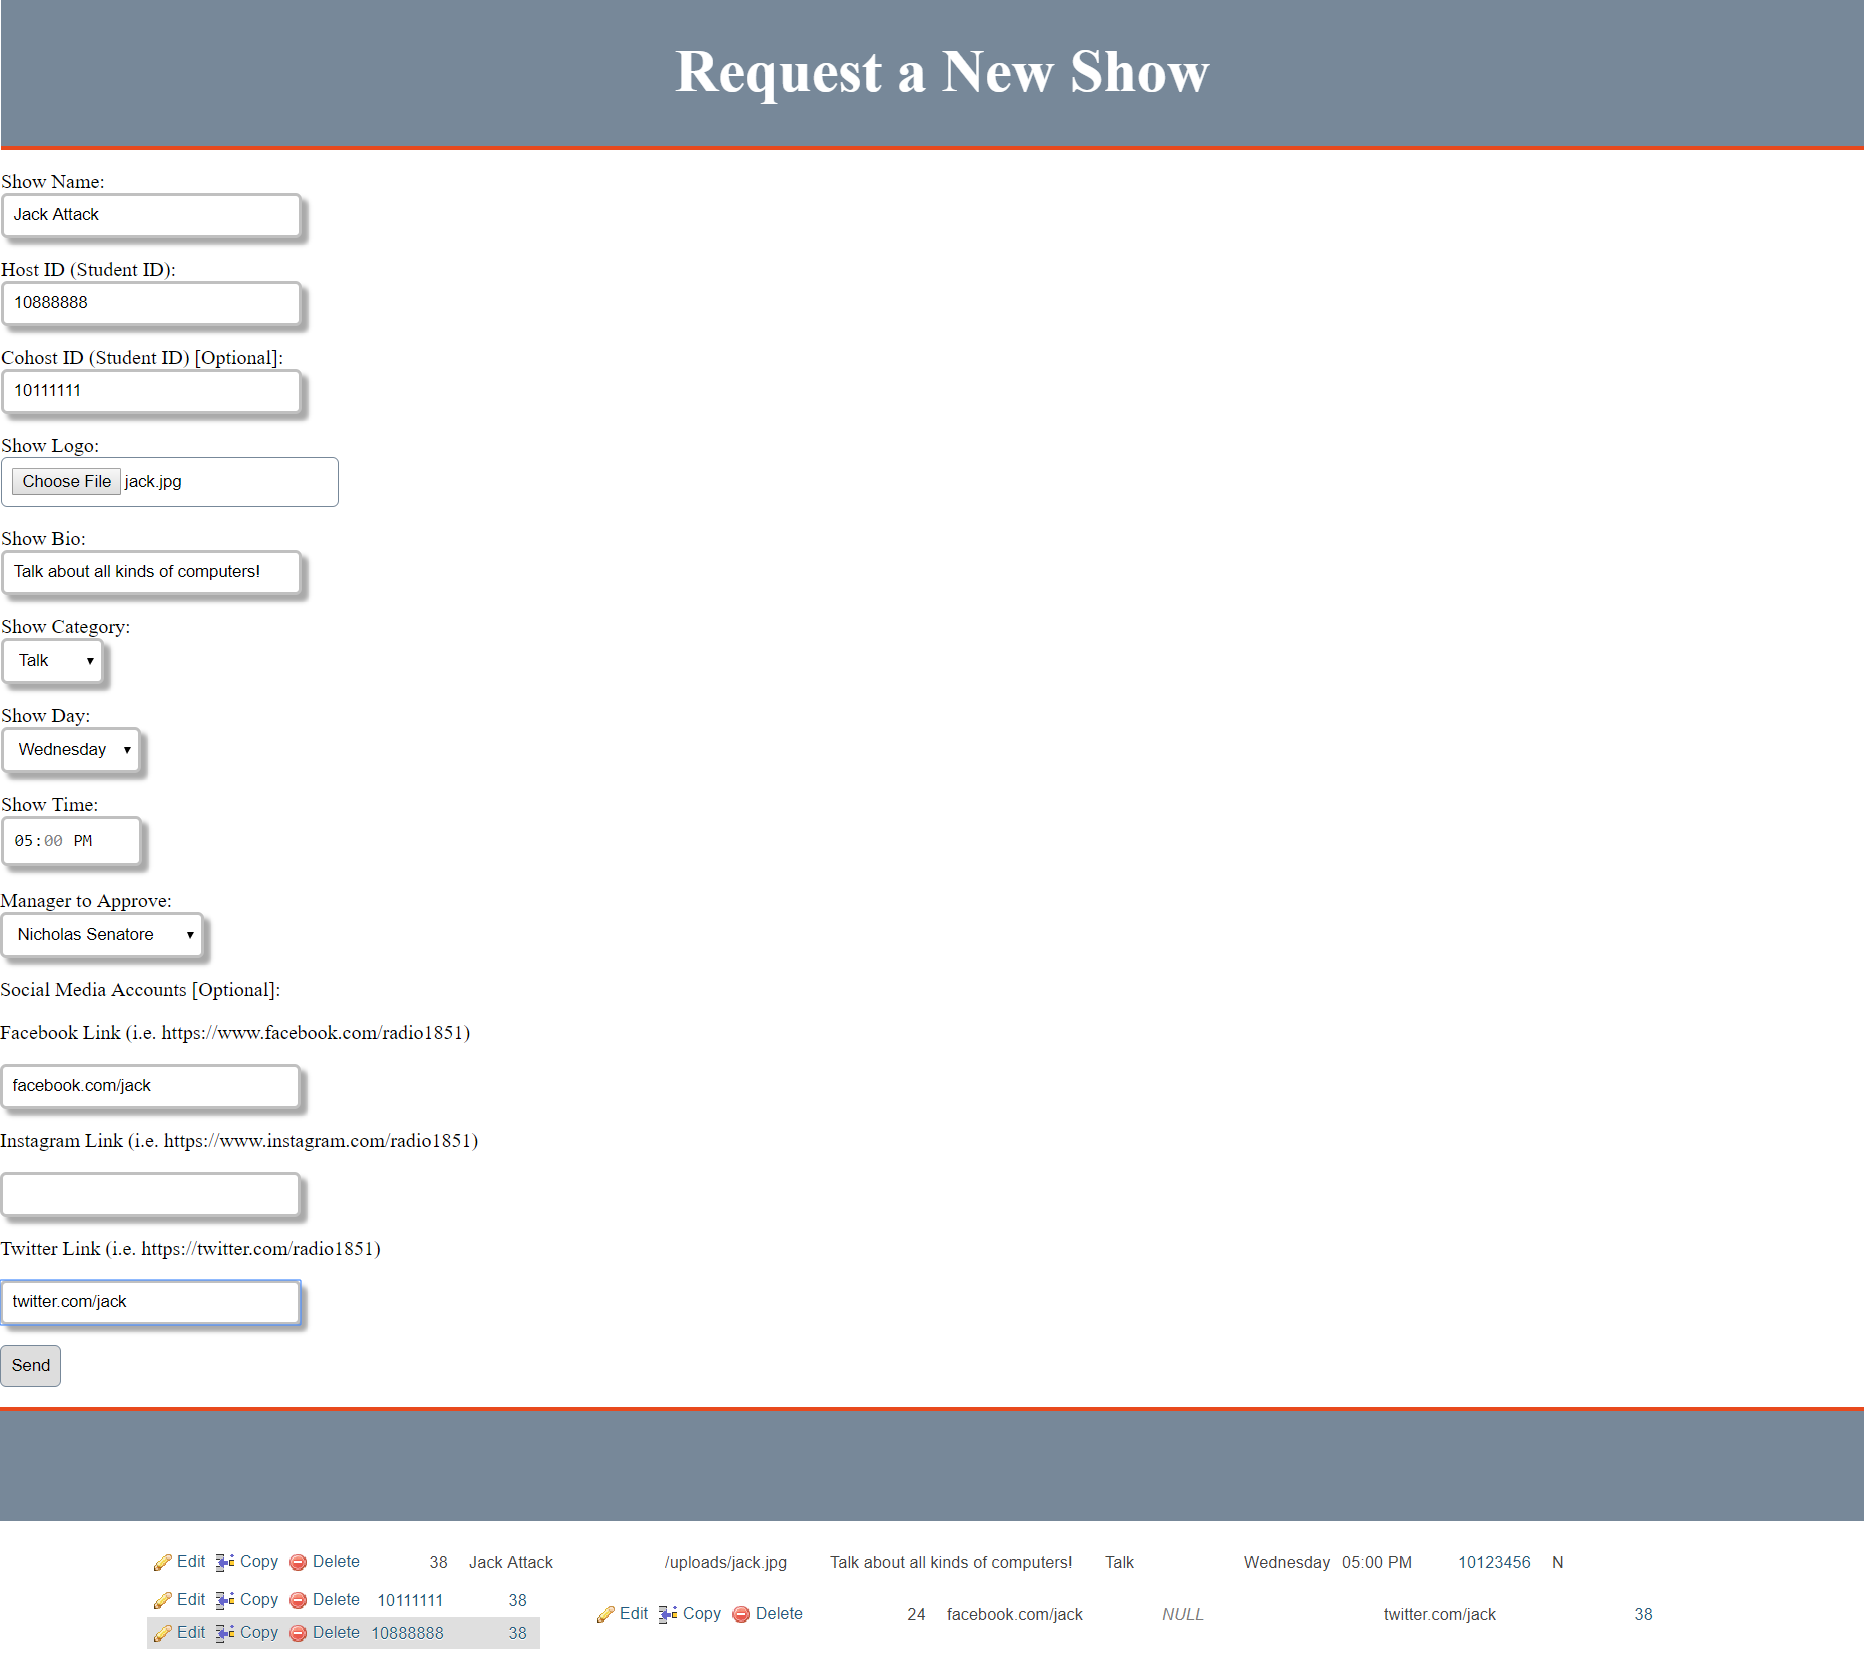 Request a New Show
Show Name:
Jack Attack
Host ID (Student ID):
10888888
Cohost ID (Student ID) [Optional]:
10111111
Show Logo:
Choose File jack.jpg
Show Bio:
Talk about all kinds of computers!
Show Category:
Talk
Show Day:
Wednesday
Show Time:
05:00 PM
Manager to Approve:
Nicholas Senatore
Social Media Accounts [Optional]:
Facebook Link (i.e. https://www.facebook.com/radio1851)
facebook.com/jack
Instagram Link (i.e. https://www.instagram.com/radio1851)
Twitter Link (i.e. https://twitter.com/radio1851)
twitter.com/jack
Send
Edit Copy Delete 38 Jack Attack /uploads/jack.jpg Talk about all kinds of computers! Talk Wednesday 05:00 PM 10123456 N
Edit Copy Delete 10111111 38
Edit Copy Delete 24 facebook.com/jack NULL twitter.com/jack 38
Edit Copy Delete 10888888 38